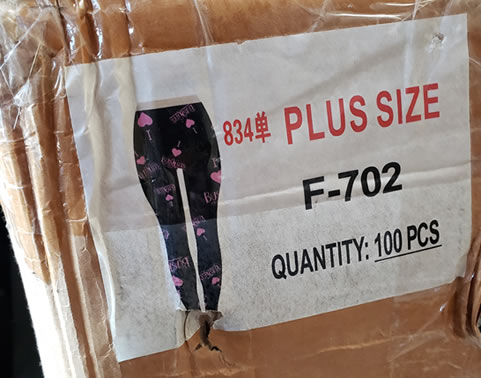 834单 PLUS SIZE
F-702
QUANTITY: 100 PCS